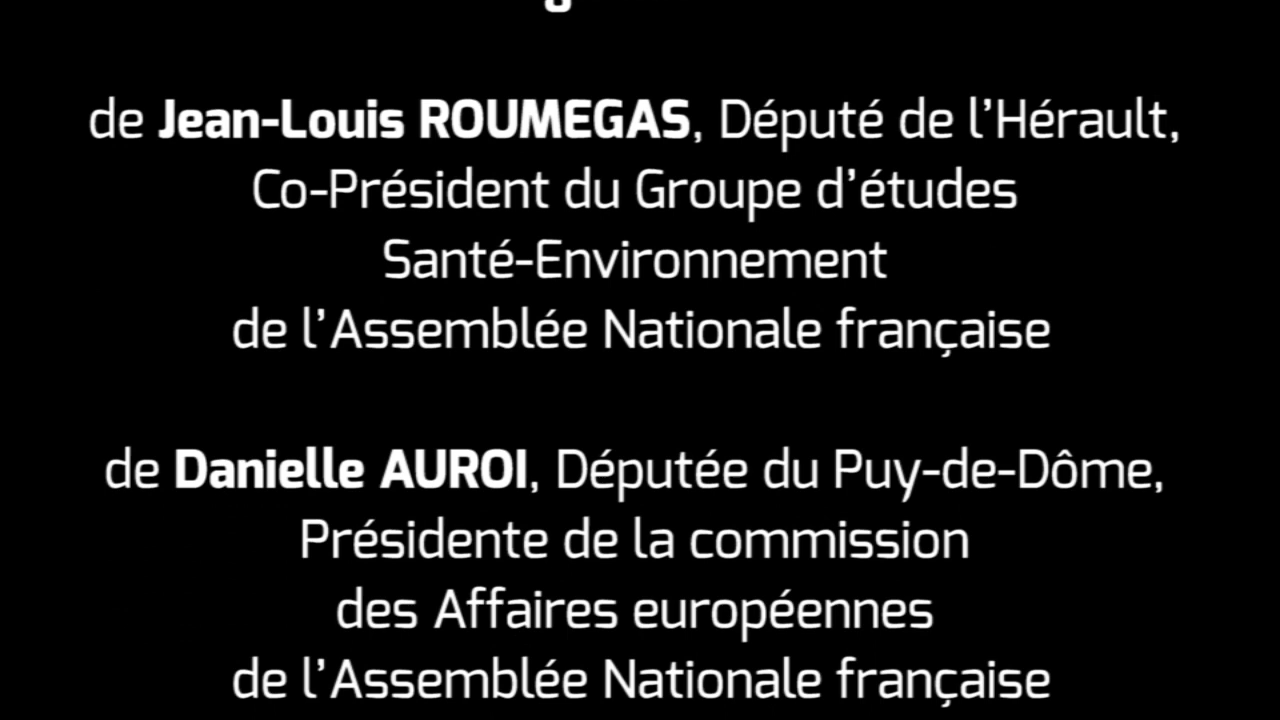 de Jean-Louis ROUMEGAS, Député de l’Hérault,
Co-Président du Groupe d’études
Santé-Environnement
de l’Assemblée Nationale française
de Danielle AUROI, Députée du Puy-de-Dôme,
Présidente de la commission
des Affaires européennes
de l’Assemblée Nationale française